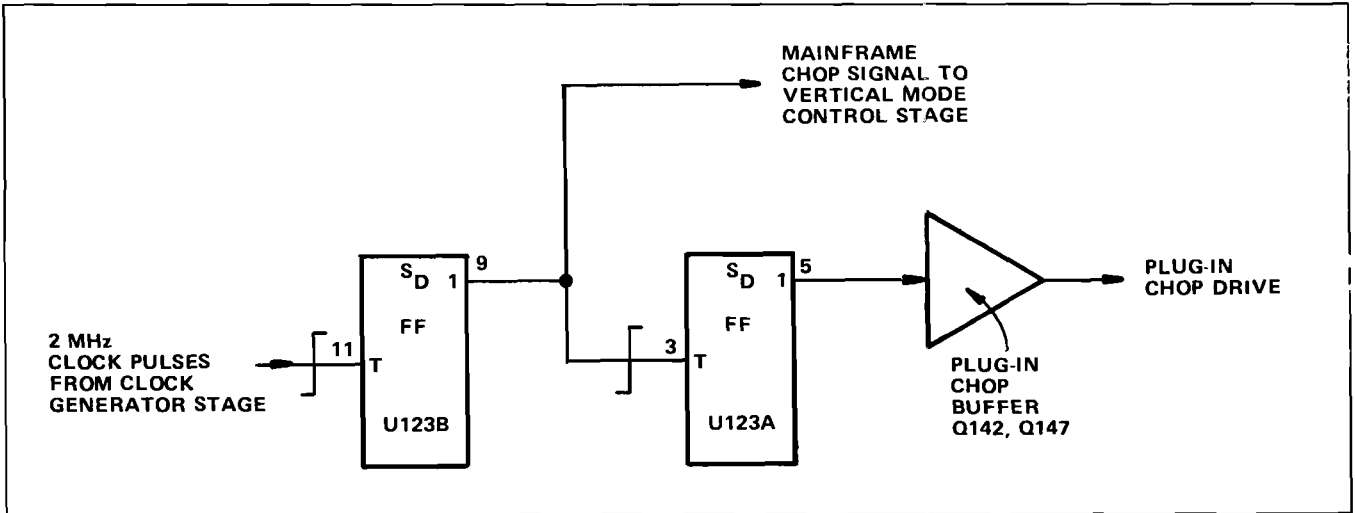 MAINFRAME
CHOP SIGNAL TO
VERTICAL MODE
CONTROL STAGE
2 MHz
CLOCK PULSES
FROM CLOCK
GENERATOR STAGE
11
T
SD
1
9
FF
U123B
3
T
SD
1
5
FF
U123A
PLUG-IN
CHOP
BUFFER
Q142, Q147
PLUG-IN
CHOP DRIVE